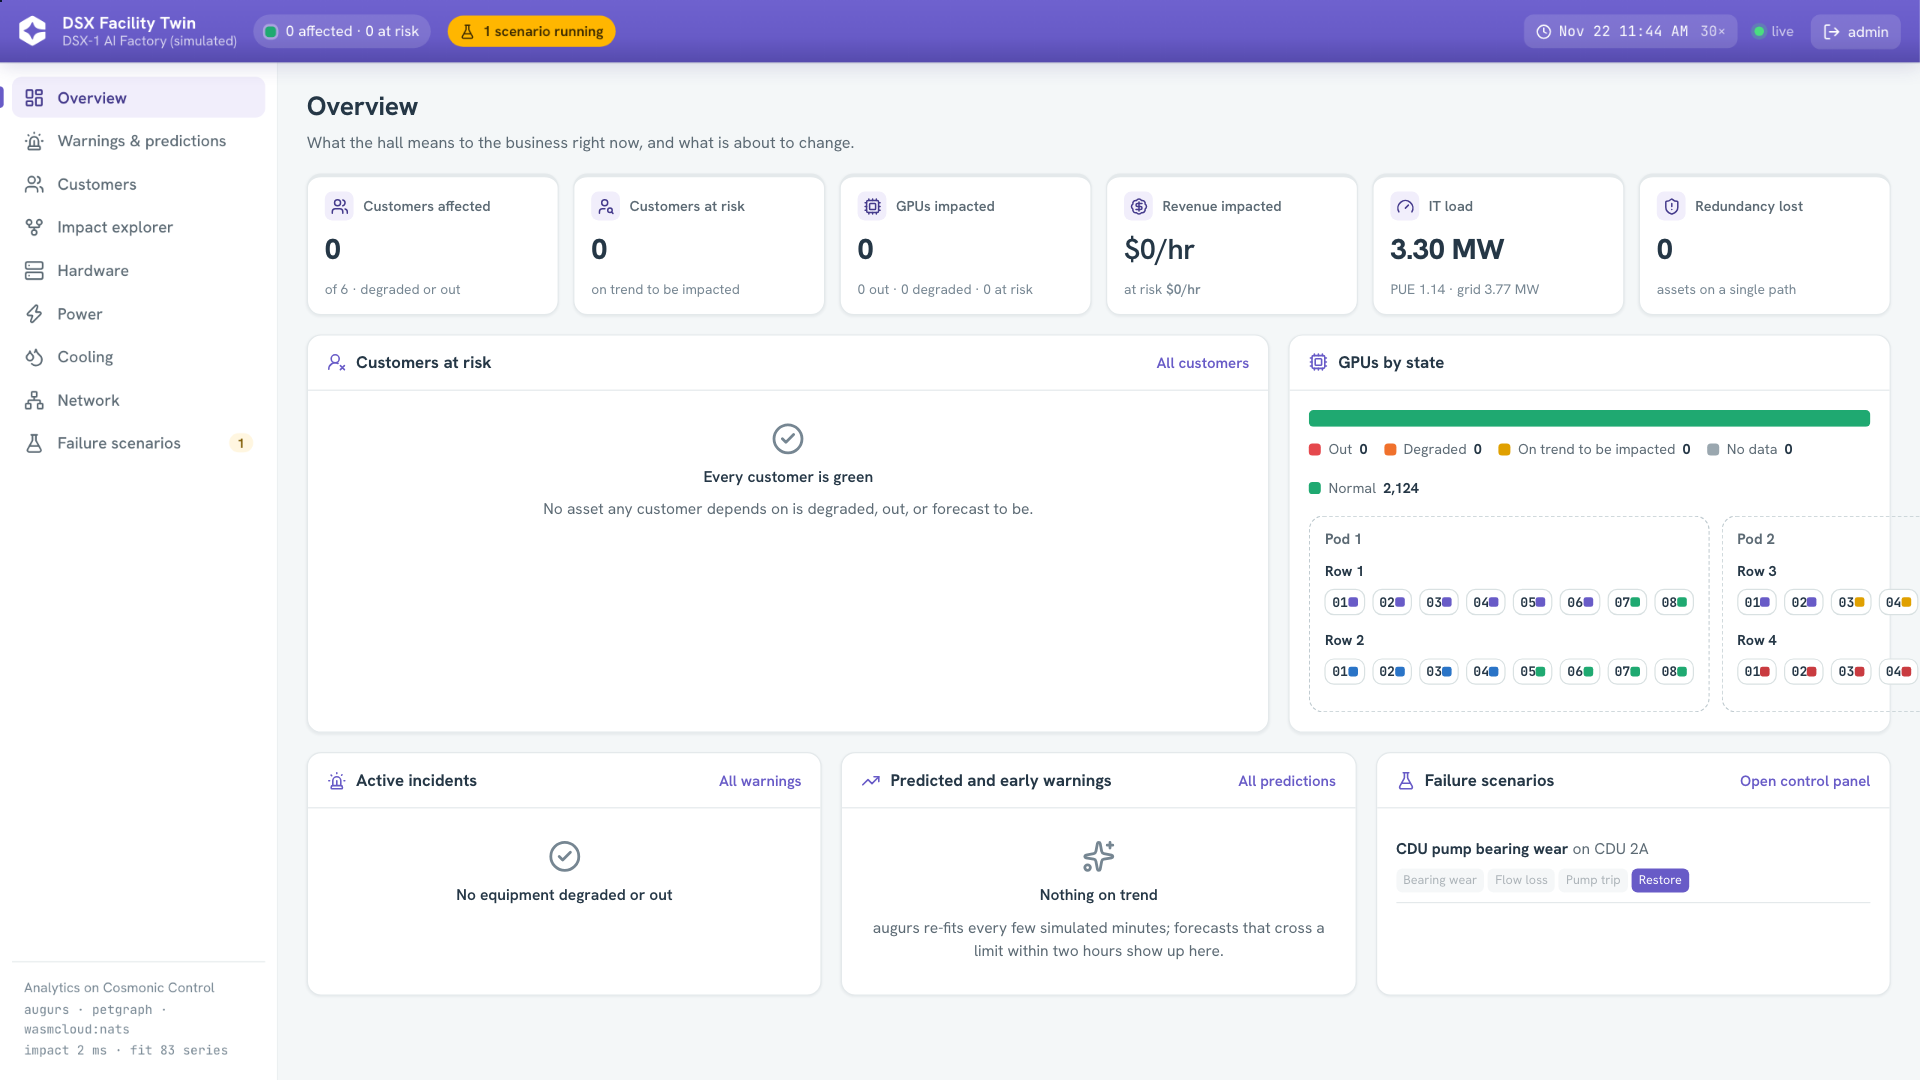 DSX Facility Twin
DSX-1 AI Factory (simulated)
0 affected · 0 at risk
1 scenario running
Nov 22 11:44 AM 30×
live
admin
Overview
Warnings & predictions
Customers
Impact explorer
Hardware
Power
Cooling
Network
Failure scenarios 1
Analytics on Cosmonic Control
augurs · petgraph ·
wasmcloud:nats
impact 2 ms · fit 83 series
Overview
What the hall means to the business right now, and what is about to change.
Customers affected
0
of 6 · degraded or out
Customers at risk
0
on trend to be impacted
GPUs impacted
0
0 out · 0 degraded · 0 at risk
Revenue impacted
$0/hr
at risk $0/hr
IT load
3.30 MW
PUE 1.14 · grid 3.77 MW
Redundancy lost
0
assets on a single path
Customers at risk
All customers
Every customer is green
No asset any customer depends on is degraded, out, or forecast to be.
GPUs by state
Out 0 Degraded 0 On trend to be impacted 0 No data 0
Normal 2,124
Pod 1
Row 1
01 02 03 04 05 06 07 08
Row 2
01 02 03 04 05 06 07 08
Pod 2
Row 3
01 02 03 04
Row 4
01 02 03 04
Active incidents
All warnings
No equipment degraded or out
Predicted and early warnings
All predictions
Nothing on trend
augurs re-fits every few simulated minutes; forecasts that cross a
limit within two hours show up here.
Failure scenarios
Open control panel
CDU pump bearing wear on CDU 2A
Bearing wear Flow loss Pump trip Restore